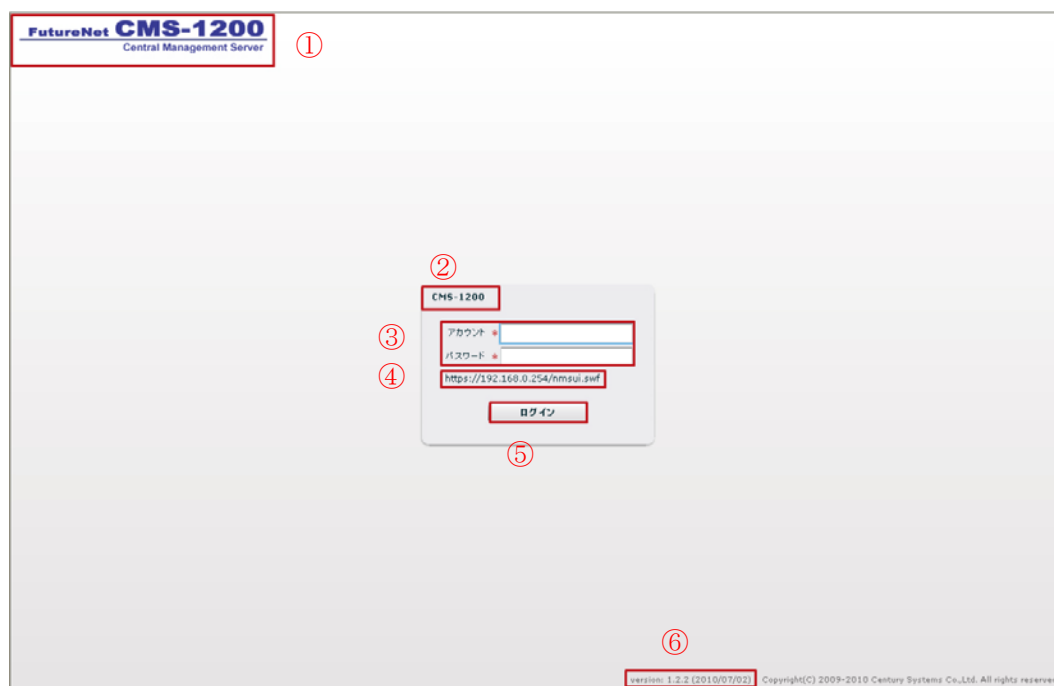 FutureNet CMS-1200
Central Management Server
①
②
CMS-1200
③
アカウント *
パスワード *
④
https://192.168.0.254/nmsui.swf
ログイン
⑤
⑥
version: 1.2.2 (2010/07/02) Copyright(C) 2009-2010 Century Systems Co.,Ltd. All rights reserved